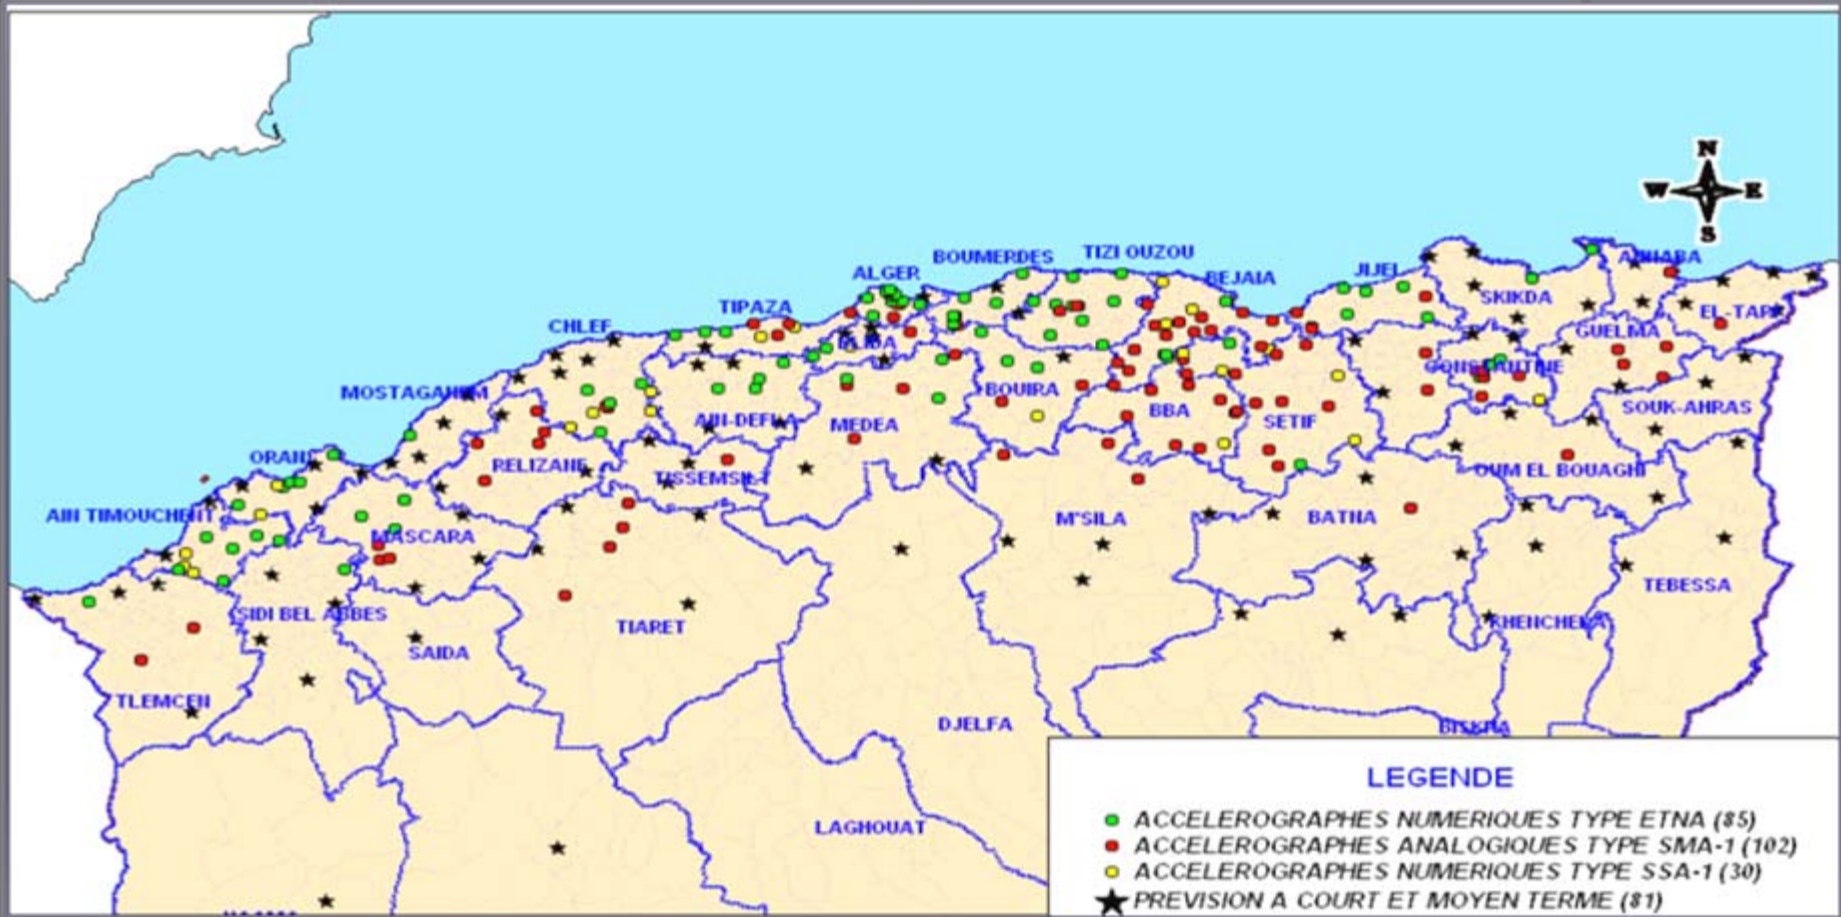 N
W E
S
BOUMERDES
TIZI OUZOU
ALGER
BEJAIA
JIJEL
ANNABA
SKIKDA
TIPAZA
EL-TARF
CHLEF
GUELMA
BLIDA
CONSTANTINE
MOSTAGANEM
BOUIRA
SOUK-AHRAS
BBA
AIN-DEFLA
MEDEA
SETIF
ORAN
RELIZANE
TISSEMSILT
OUM EL BOUAGHI
AIN TIMOUCHENT
M'SILA
BATNA
MASCARA
TEBESSA
SIDI BEL ABBES
TIARET
KHENCHELA
SAIDA
TLEMCEN
DJELFA
BISKRA
LAGHOUAT
LEGENDE
ACCELEROGRAPHES NUMERIQUES TYPE ETNA (85)
ACCELEROGRAPHES ANALOGIQUES TYPE SMA-1 (102)
ACCELEROGRAPHES NUMERIQUES TYPE SSA-1 (30)
PREVISION A COURT ET MOYEN TERME (81)